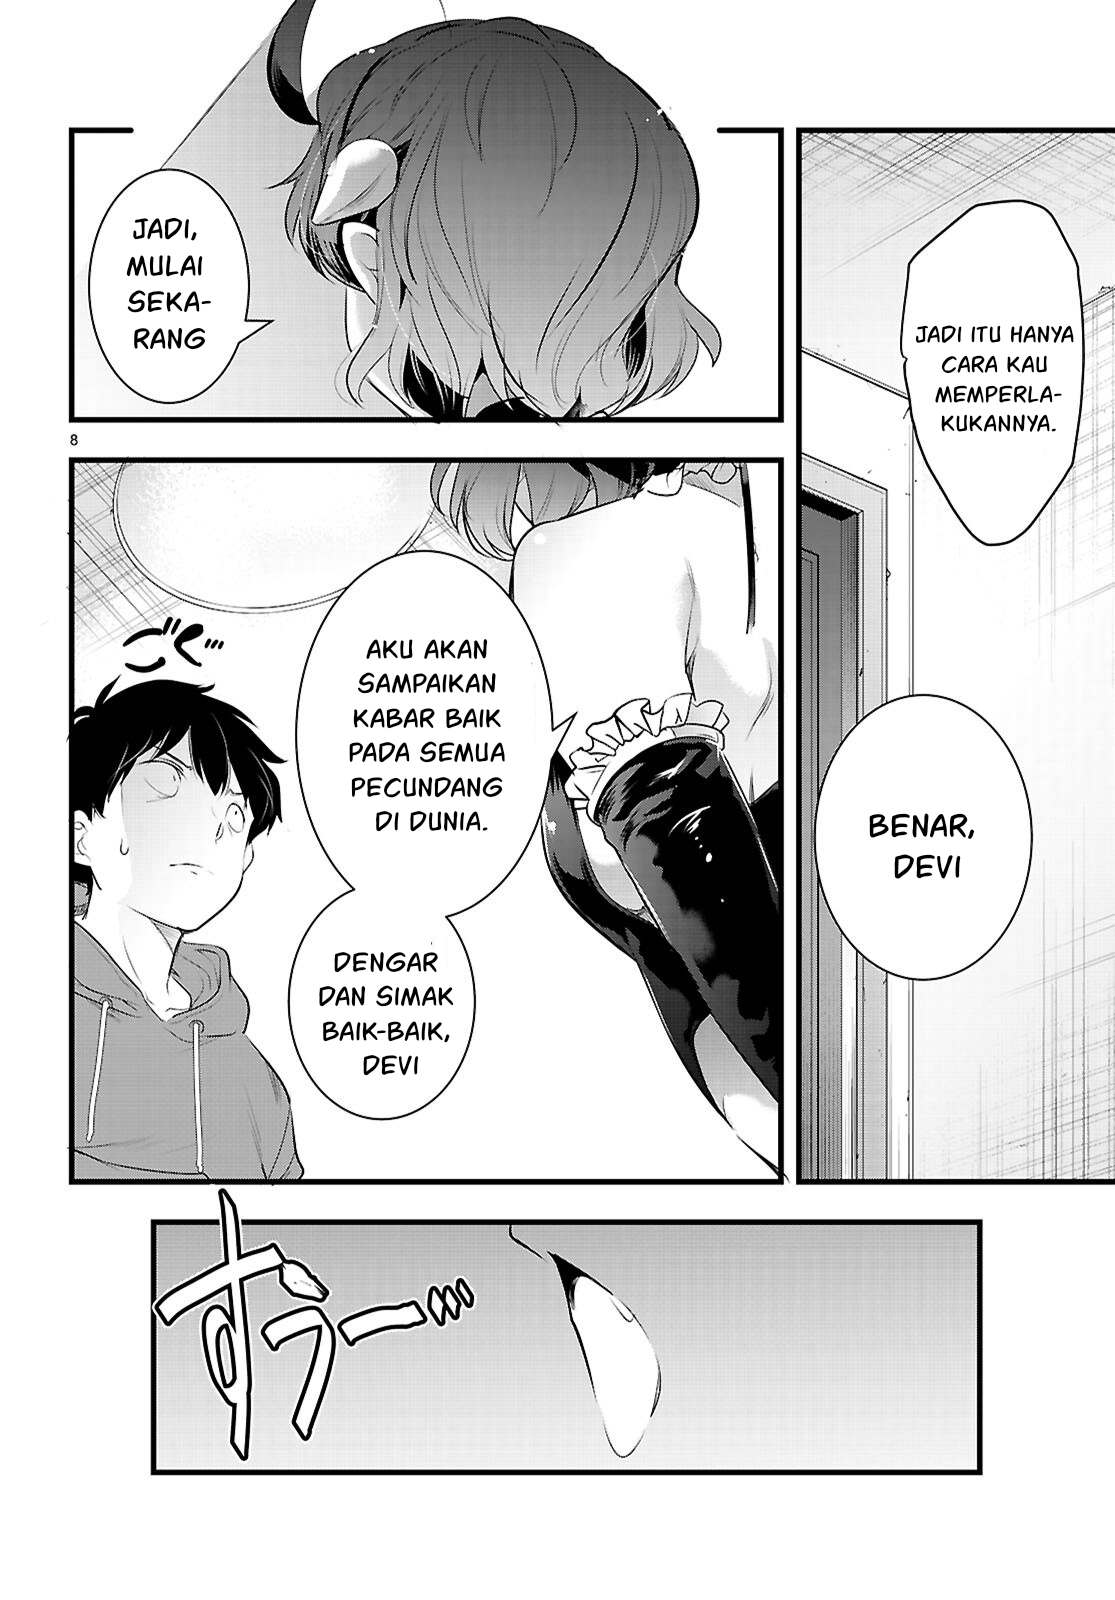 JADI ITU HANYA
CARA KAU
MEMPERLA-
KUKANNYA.
BENAR,
DEVI
JADI,
MULAI
SEKA-
RANG
8
ごく…
AKU AKAN
SAMPAIKAN
KABAR BAIK
PADA SEMUA
PECUNDANG
DI DUNIA.
DENGAR
DAN SIMAK
BAIK-BAIK,
DEVI
すぅー…